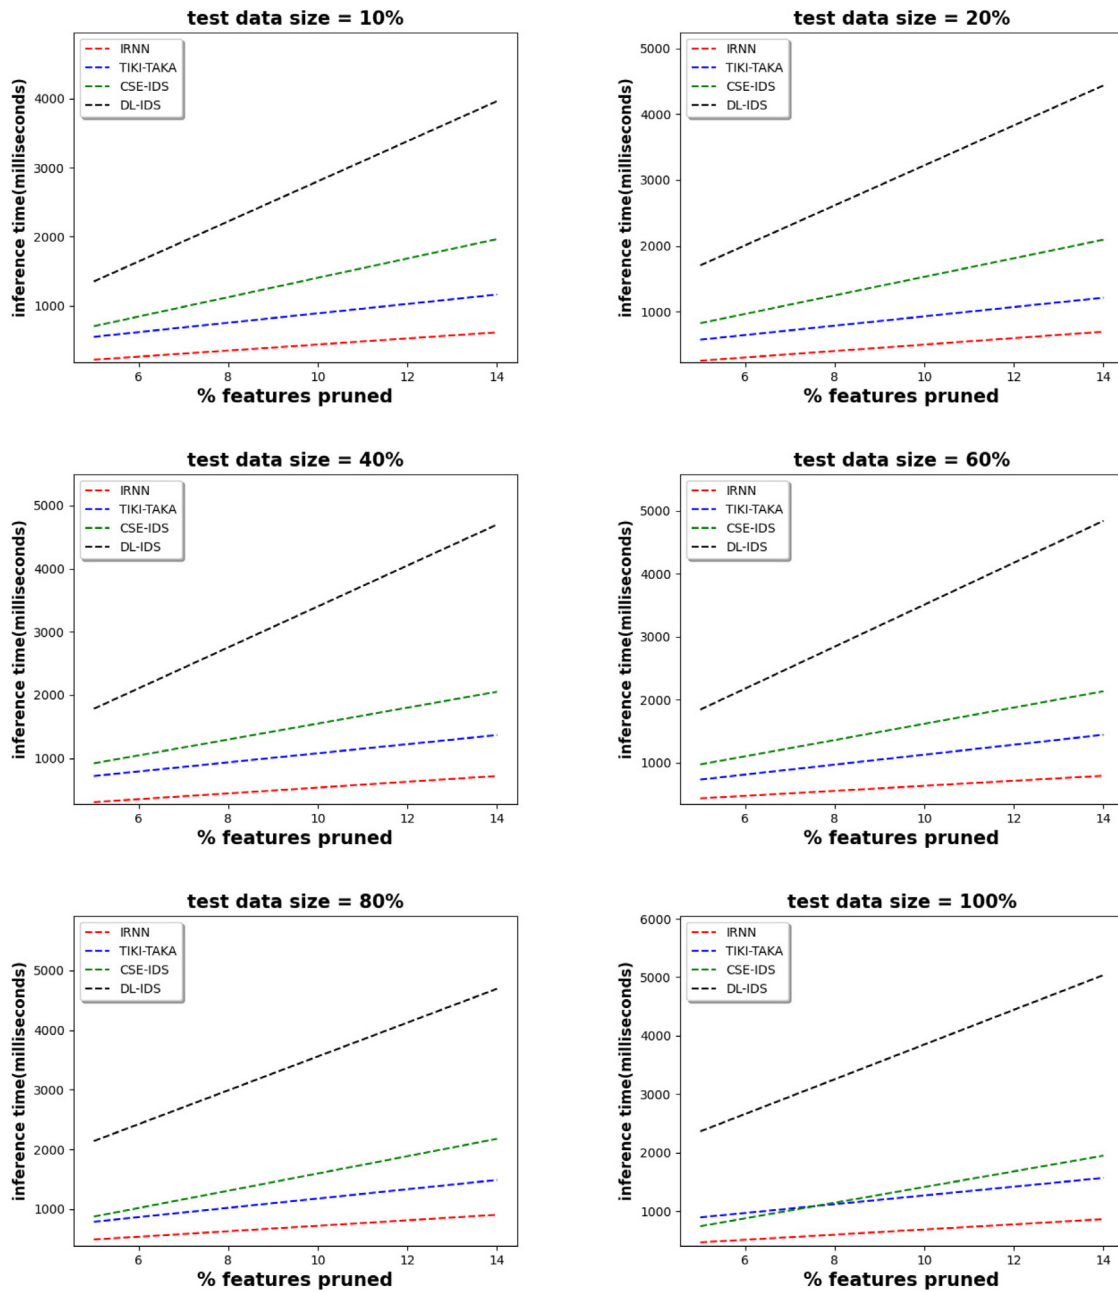 test data size = 10%
inference time(milliseconds)
4000
3000
2000
1000
IRNN
TIKI-TAKA
CSE-IDS
DL-IDS
6 8 10 12 14
% features pruned
test data size = 20%
inference time(milliseconds)
5000
4000
3000
2000
1000
IRNN
TIKI-TAKA
CSE-IDS
DL-IDS
6 8 10 12 14
% features pruned
test data size = 40%
inference time(milliseconds)
5000
4000
3000
2000
1000
IRNN
TIKI-TAKA
CSE-IDS
DL-IDS
6 8 10 12 14
% features pruned
test data size = 60%
inference time(milliseconds)
5000
4000
3000
2000
1000
IRNN
TIKI-TAKA
CSE-IDS
DL-IDS
6 8 10 12 14
% features pruned
test data size = 80%
inference time(milliseconds)
5000
4000
3000
2000
1000
IRNN
TIKI-TAKA
CSE-IDS
DL-IDS
6 8 10 12 14
% features pruned
test data size = 100%
inference time(milliseconds)
6000
5000
4000
3000
2000
1000
IRNN
TIKI-TAKA
CSE-IDS
DL-IDS
6 8 10 12 14
% features pruned